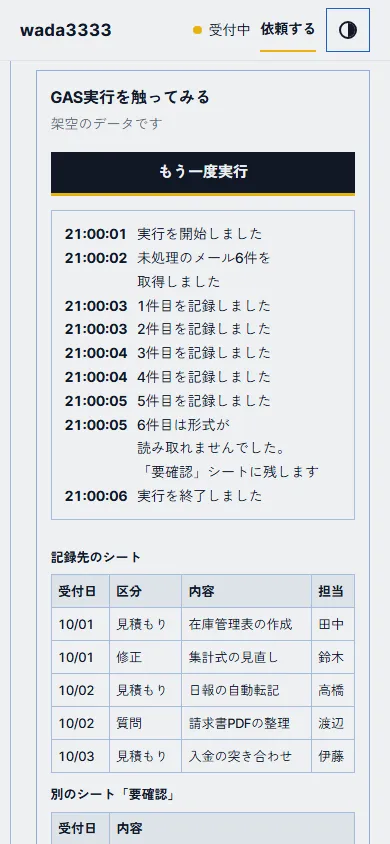 wada3333
受付中
依頼する
GAS実行を触ってみる
架空のデータです
もう一度実行
21:00:01 実行を開始しました
21:00:02 未処理のメール6件を
取得しました
21:00:03 1件目を記録しました
21:00:03 2件目を記録しました
21:00:04 3件目を記録しました
21:00:04 4件目を記録しました
21:00:05 5件目を記録しました
21:00:05 6件目は形式が
読み取れませんでした。
「要確認」シートに残します
21:00:06 実行を終了しました
記録先のシート
受付日 区分 内容 担当
10/01 見積もり 在庫管理表の作成 田中
10/01 修正 集計式の見直し 鈴木
10/02 見積もり 日報の自動転記 高橋
10/02 質問 請求書PDFの整理 渡辺
10/03 見積もり 入金の突き合わせ 伊藤
別のシート「要確認」
受付日 内容